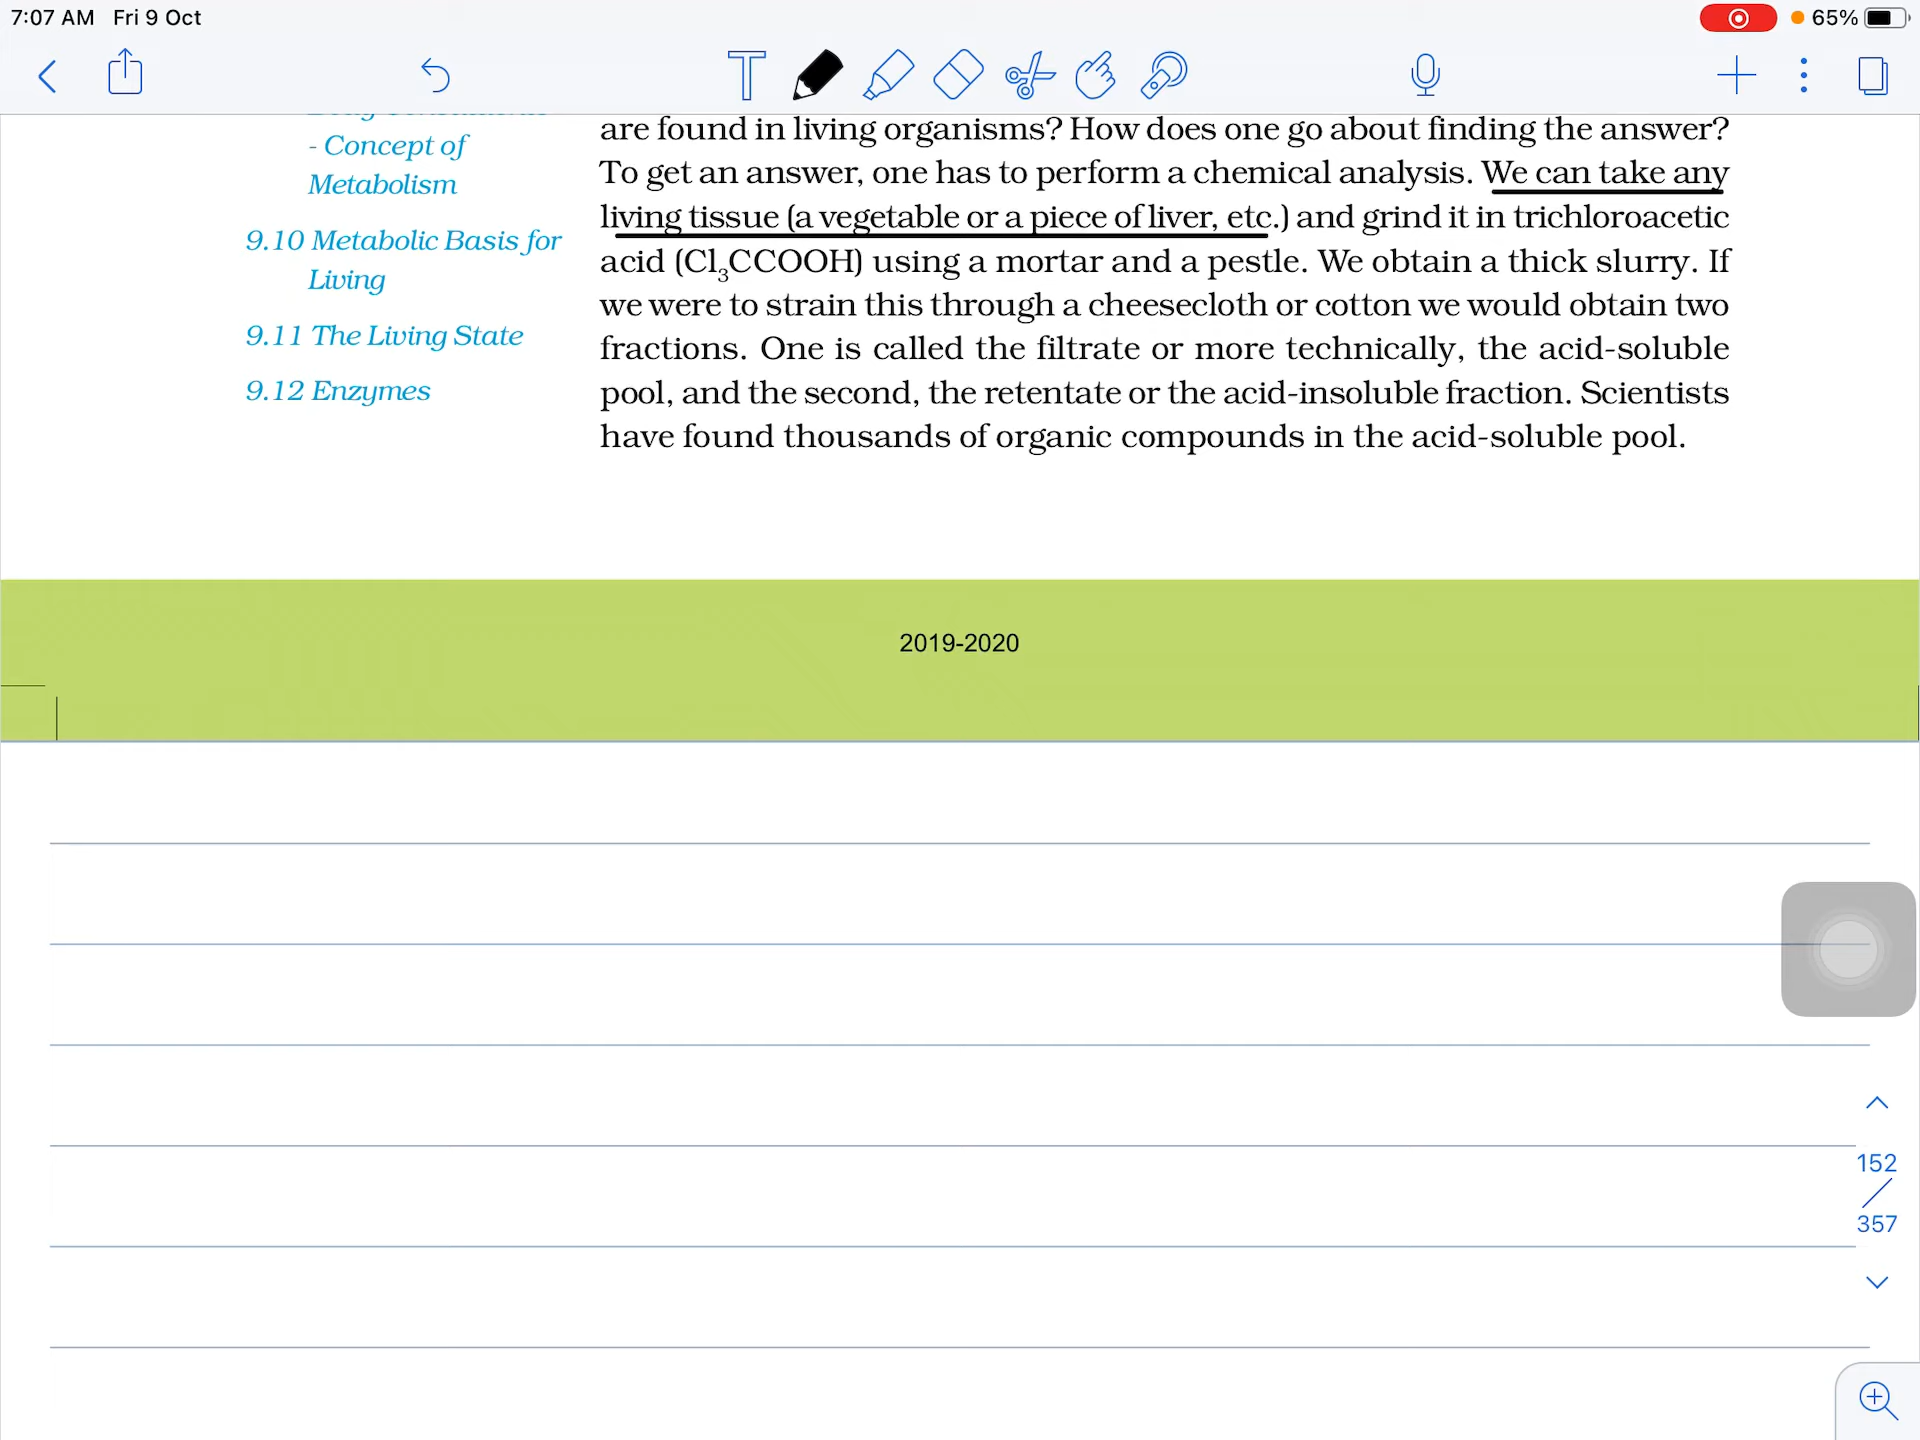 7:07 AM Fri 9 Oct
65%
T
- Concept of
Metabolism
9.10 Metabolic Basis for
Living
9.11 The Living State
9.12 Enzymes
are found in living organisms? How does one go about finding the answer?
To get an answer, one has to perform a chemical analysis. We can take any
living tissue (a vegetable or a piece of liver, etc.) and grind it in trichloroacetic
acid (Cl₃CCOOH) using a mortar and a pestle. We obtain a thick slurry. If
we were to strain this through a cheesecloth or cotton we would obtain two
fractions. One is called the filtrate or more technically, the acid-soluble
pool, and the second, the retentate or the acid-insoluble fraction. Scientists
have found thousands of organic compounds in the acid-soluble pool.
2019-2020
152
357